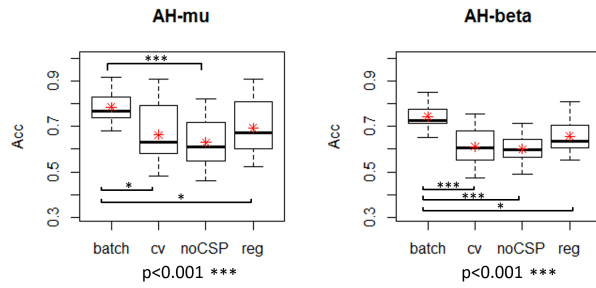 AH-mu
Acc
0.9
0.7
0.5
0.3
***
*
*
batch cv noCSP reg
p<0.001 ***
AH-beta
Acc
0.9
0.7
0.5
0.3
***
***
*
batch cv noCSP reg
p<0.001 ***